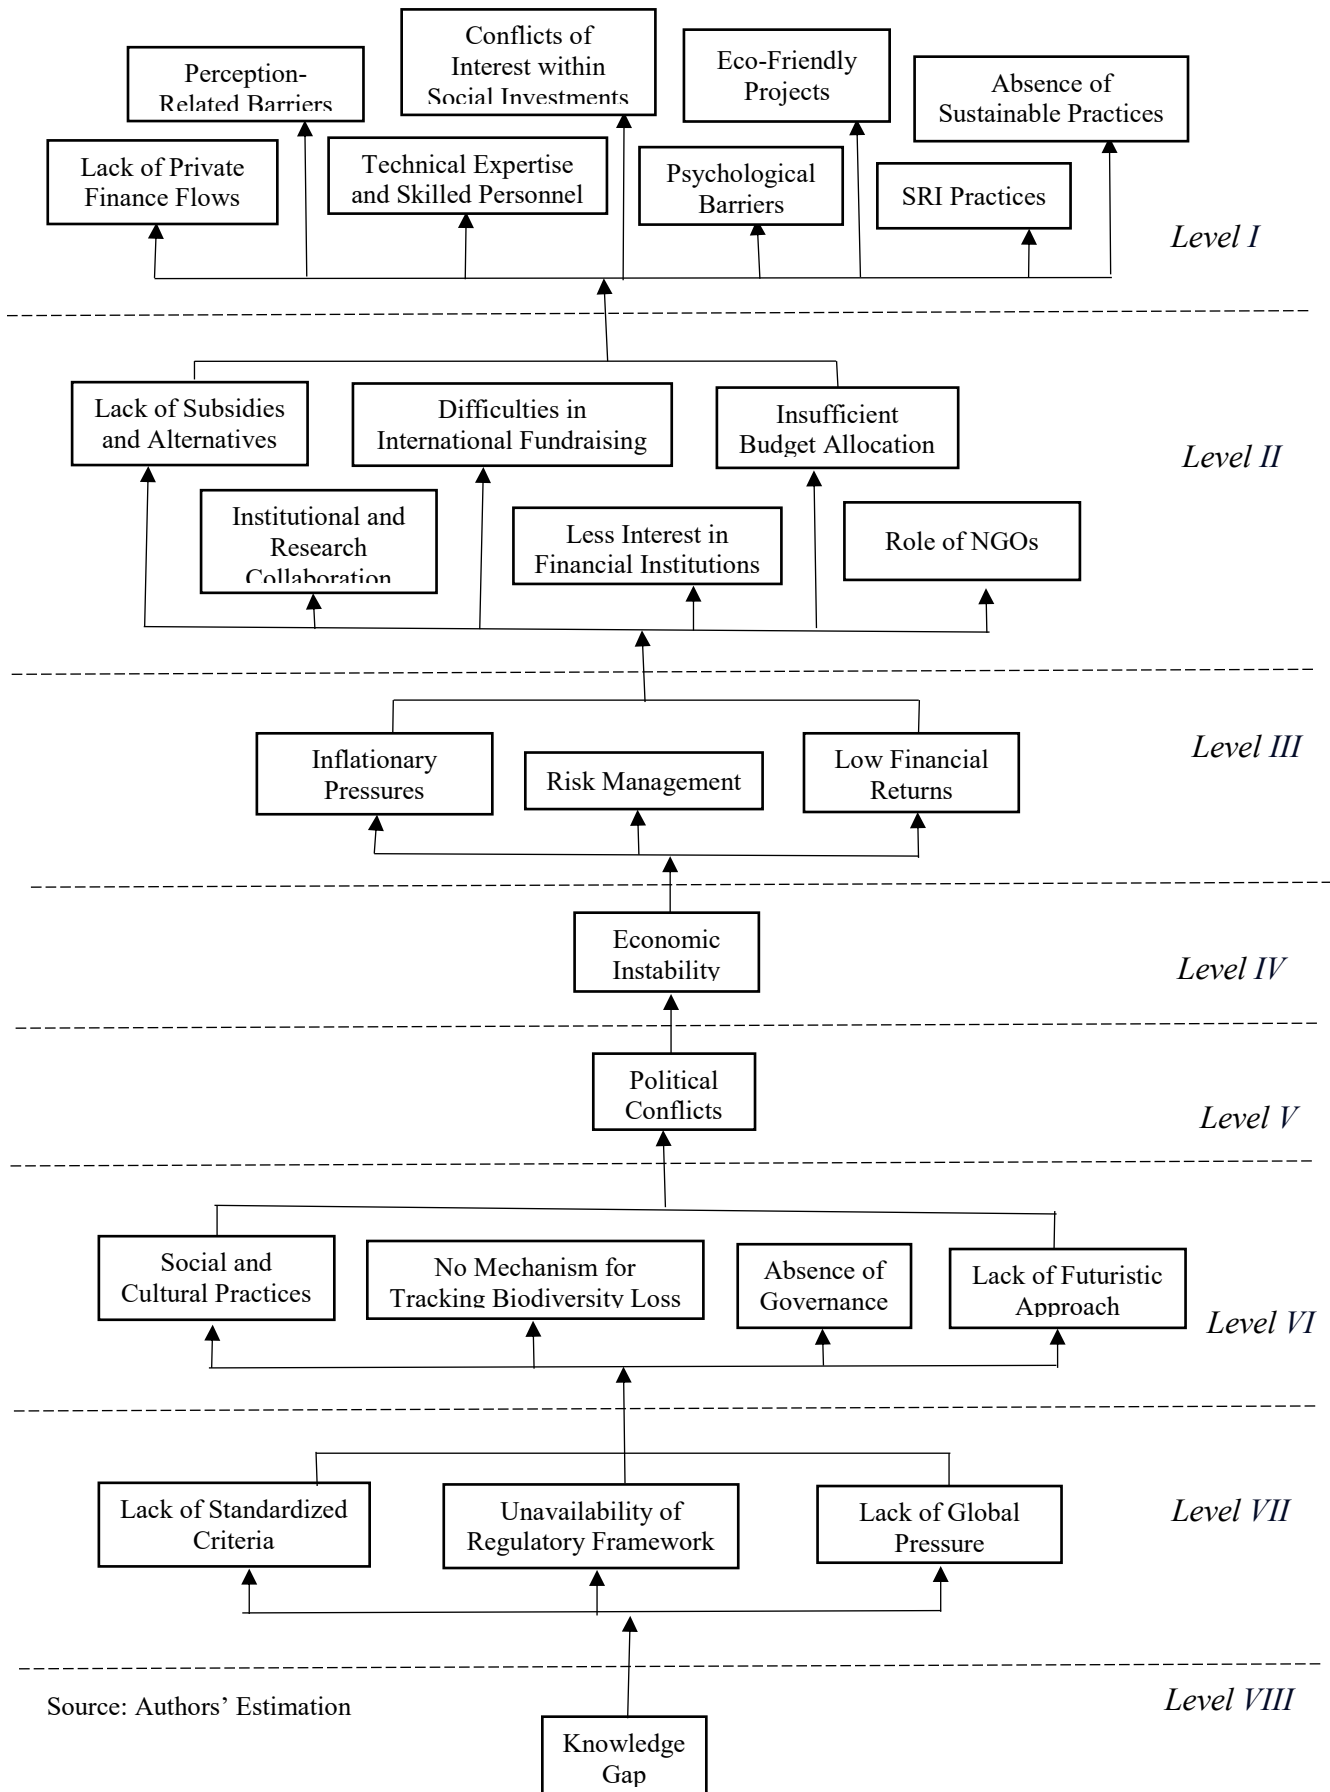 Conflicts of
Interest within
Social Investments
Perception-
Related Barriers
Eco-Friendly
Projects
Absence of
Sustainable Practices
Lack of Private
Finance Flows
Technical Expertise
and Skilled Personnel
Psychological
Barriers
SRI Practices
Level I
Lack of Subsidies
and Alternatives
Difficulties in
International Fundraising
Insufficient
Budget Allocation
Level II
Institutional and
Research
Collaboration
Less Interest in
Financial Institutions
Role of NGOs
Inflationary
Pressures
Risk Management
Low Financial
Returns
Level III
Economic
Instability
Level IV
Political
Conflicts
Level V
Social and
Cultural Practices
No Mechanism for
Tracking Biodiversity Loss
Absence of
Governance
Lack of Futuristic
Approach
Level VI
Lack of Standardized
Criteria
Unavailability of
Regulatory Framework
Lack of Global
Pressure
Level VII
Source: Authors’ Estimation
Level VIII
Knowledge
Gap